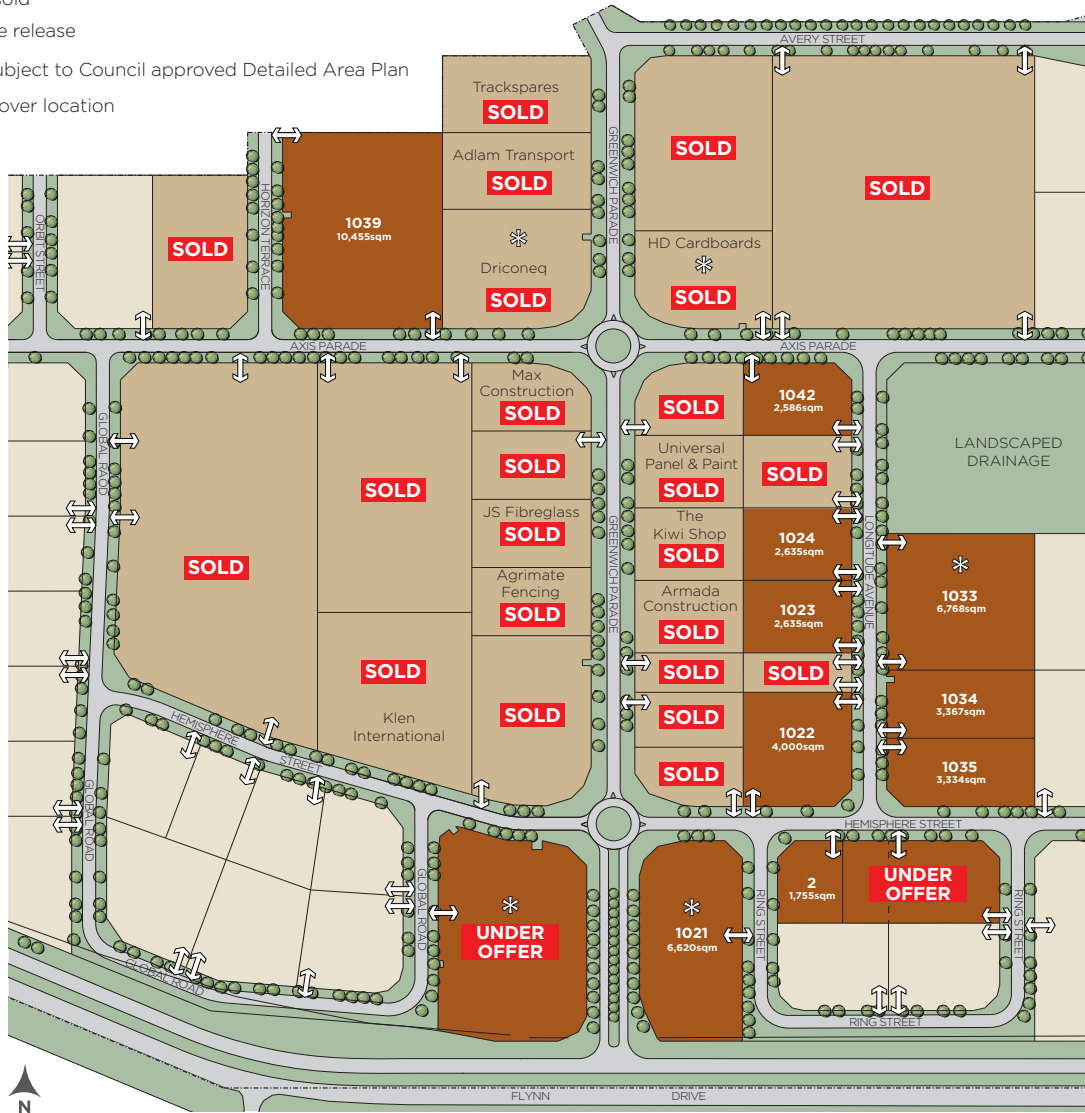 sold
e release
ubject to Council approved Detailed Area Plan
over location
AVERY STREET
Trackspares
SOLD
Adlam Transport
SOLD
*
Driconeq
SOLD
GREENWICH PARADE
SOLD
SOLD
HD Cardboards
*
SOLD
ORBIT STREET
SOLD
HORIZON TERRACE
1039
10,455sqm
AXIS PARADE
AXIS PARADE
GLOBAL RAOD
SOLD
SOLD
SOLD
Klen
International
Max
Construction
SOLD
SOLD
JS Fibreglass
SOLD
Agrimate
Fencing
SOLD
SOLD
GREENWICH PARADE
SOLD
Universal
Panel & Paint
SOLD
The
Kiwi Shop
SOLD
Armada
Construction
SOLD
SOLD
SOLD
SOLD
1042
2,586sqm
SOLD
1024
2,635sqm
1023
2,635sqm
SOLD
1022
4,000sqm
LONGITUDE AVENUE
LANDSCAPED
DRAINAGE
*
1033
6,768sqm
1034
3,367sqm
1035
3,334sqm
HEMISPHERE
STREET
HEMISPHERE STREET
GLOBAL ROAD
GLOBAL ROAD
GLOBAL ROAD
*
UNDER
OFFER
*
1021
6,620sqm
RING STREET
2
1,755sqm
UNDER
OFFER
RING STREET
RING STREET
FLYNN
DRIVE
N